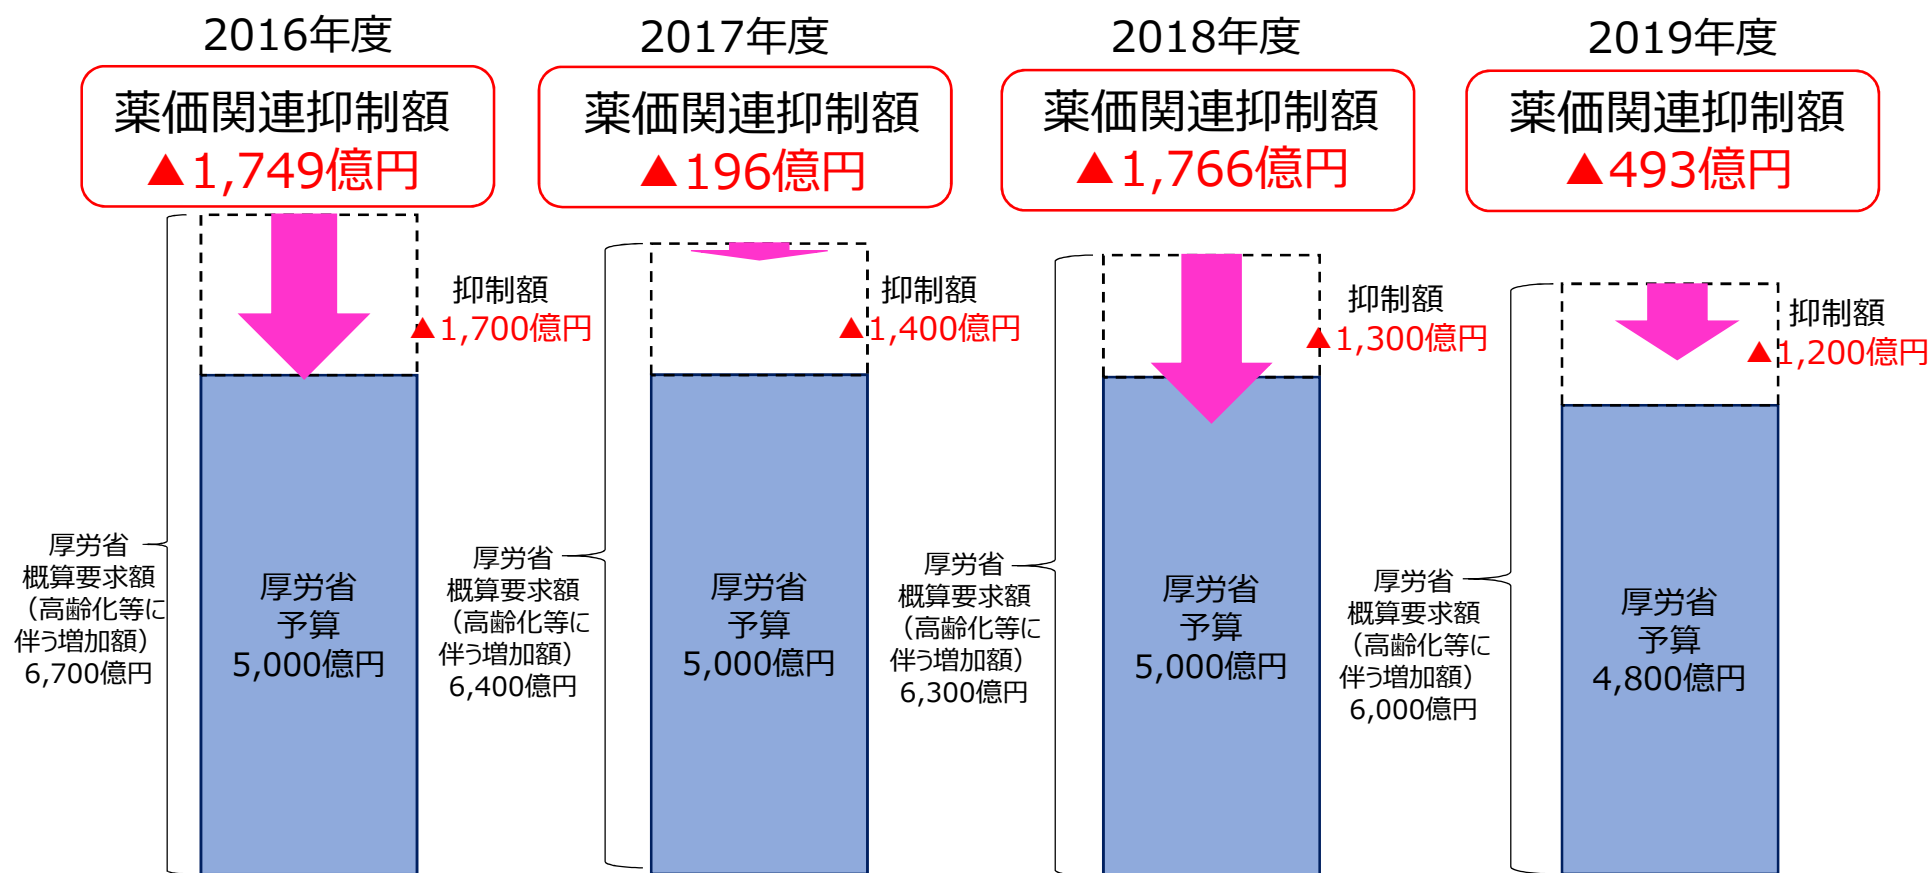 2016年度
薬価関連抑制額
▲1,749億円
抑制額
▲1,700億円
厚労省
概算要求額
（高齢化等に
伴う増加額）
6,700億円
厚労省
予算
5,000億円
2017年度
薬価関連抑制額
▲196億円
抑制額
▲1,400億円
厚労省
概算要求額
（高齢化等に
伴う増加額）
6,400億円
厚労省
予算
5,000億円
2018年度
薬価関連抑制額
▲1,766億円
抑制額
▲1,300億円
厚労省
概算要求額
（高齢化等に
伴う増加額）
6,300億円
厚労省
予算
5,000億円
2019年度
薬価関連抑制額
▲493億円
抑制額
▲1,200億円
厚労省
概算要求額
（高齢化等に
伴う増加額）
6,000億円
厚労省
予算
4,800億円